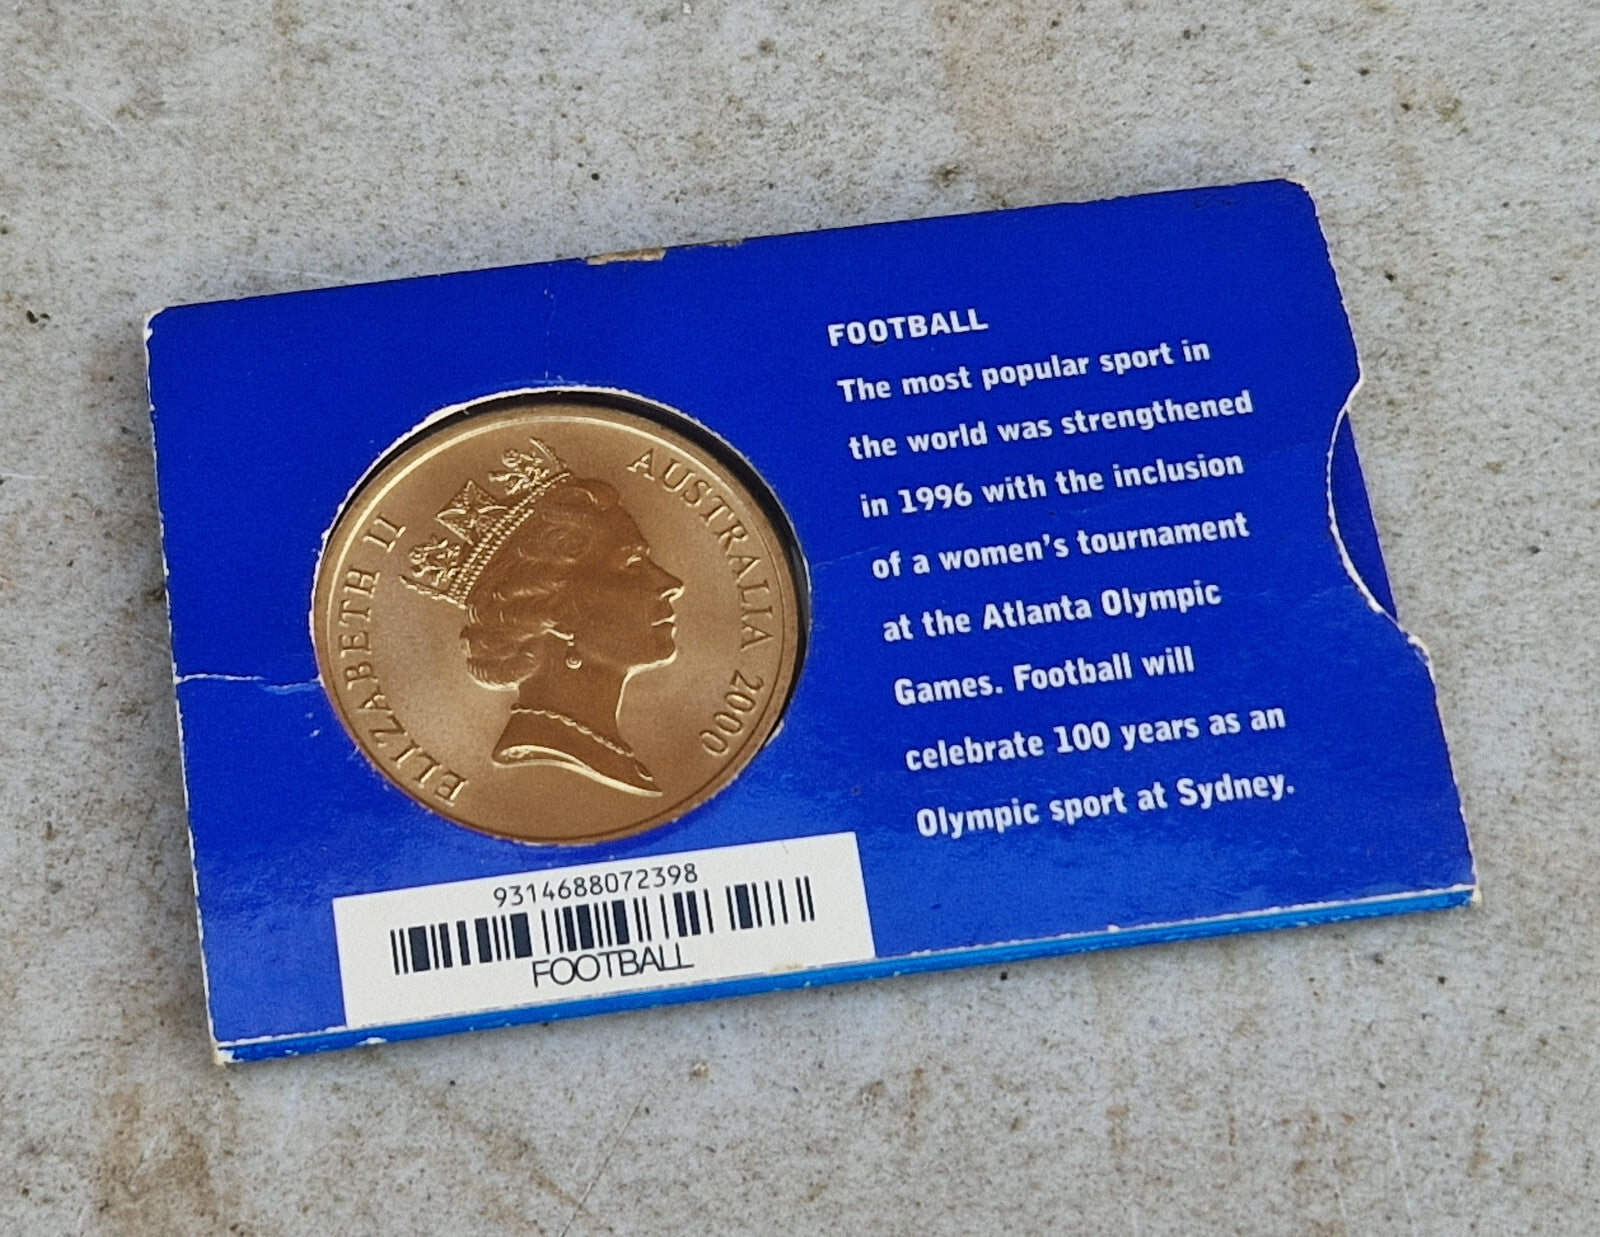 ELIZABETH II
AUSTRALIA 2000
FOOTBALL
The most popular sport in
the world was strengthened
in 1996 with the inclusion
of a women's tournament
at the Atlanta Olympic
Games. Football will
celebrate 100 years as an
Olympic sport at Sydney.
9314688072398
FOOTBALL